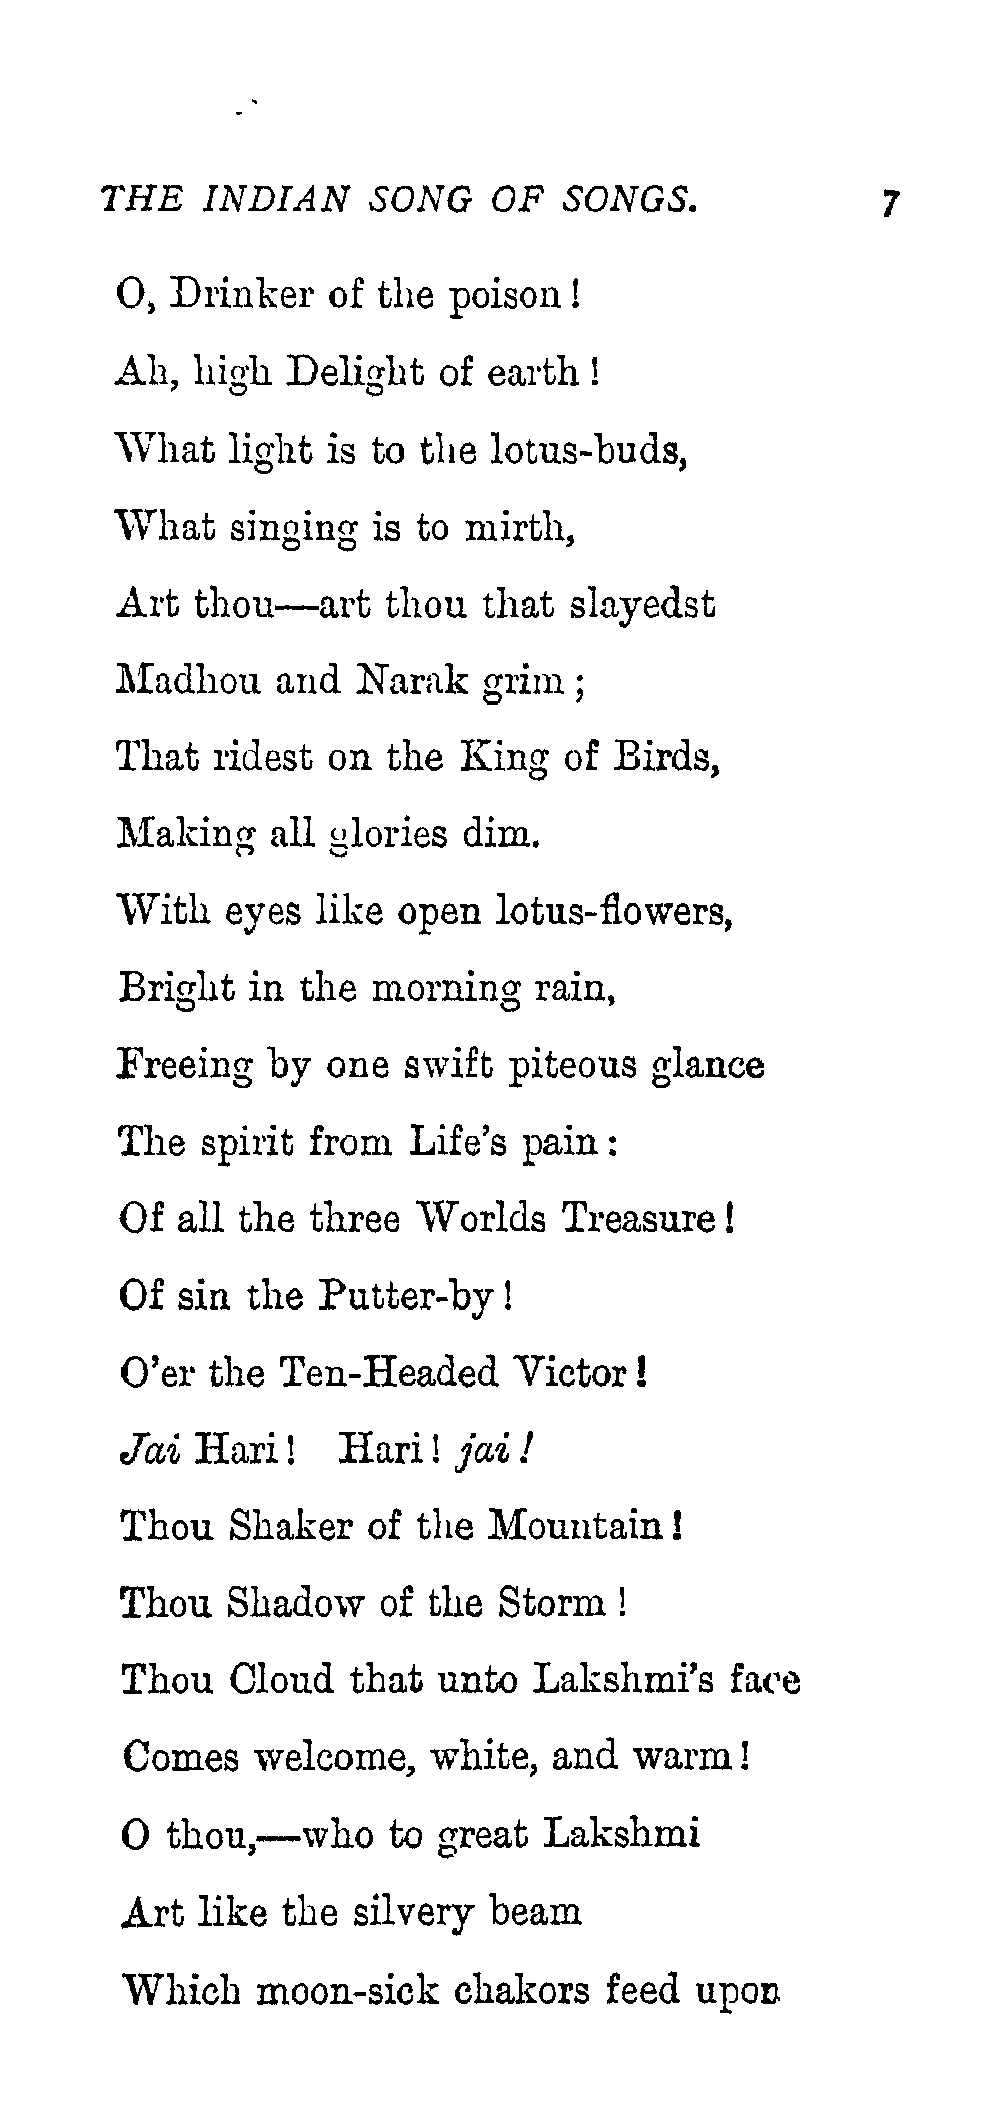 THE INDIAN SONG OF SONGS. 7
O, Drinker of the poison!
Ah, high Delight of earth!
What light is to the lotus-buds,
What singing is to mirth,
Art thou—art thou that slayedst
Madhou and Narak grim;
That ridest on the King of Birds,
Making all glories dim.
With eyes like open lotus-flowers,
Bright in the morning rain,
Freeing by one swift piteous glance
The spirit from Life's pain:
Of all the three Worlds Treasure!
Of sin the Putter-by!
O'er the Ten-Headed Victor!
Jai Hari! Hari! jai!
Thou Shaker of the Mountain!
Thou Shadow of the Storm!
Thou Cloud that unto Lakshmi's face
Comes welcome, white, and warm!
O thou,—who to great Lakshmi
Art like the silvery beam
Which moon-sick chakors feed upon